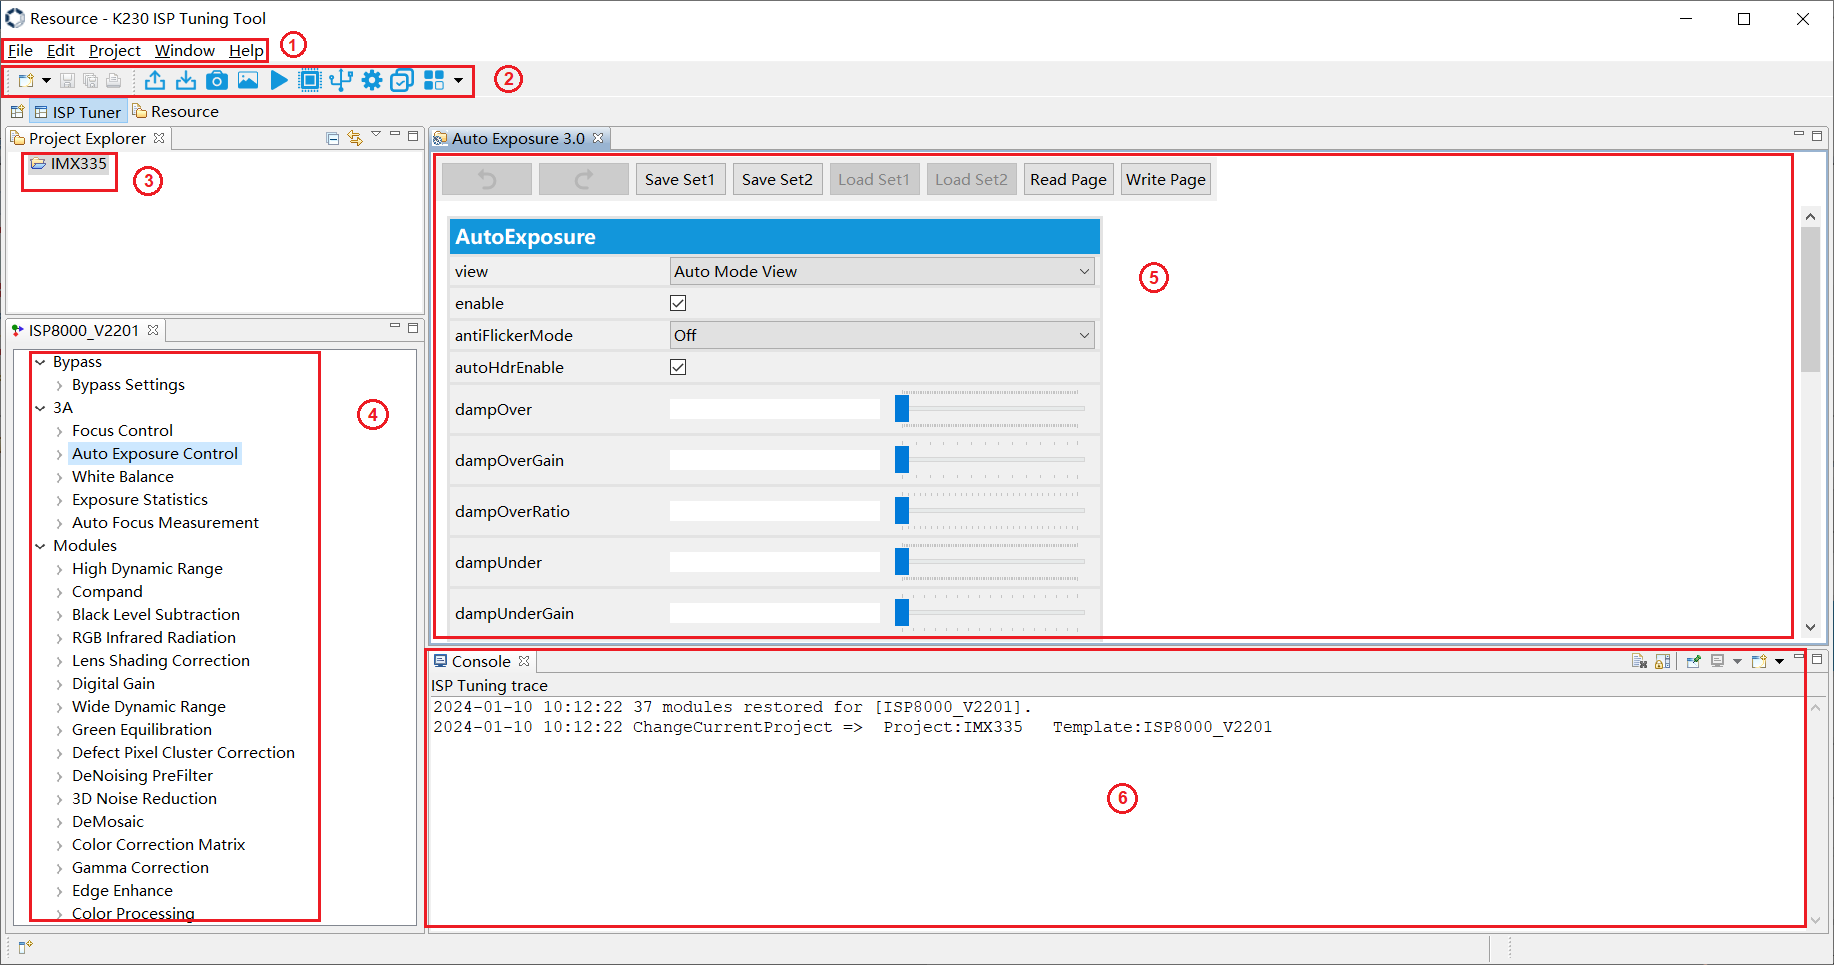 Resource - K230 ISP Tuning Tool
File Edit Project Window Help
1
2
ISP Tuner Resource
Project Explorer
IMX335
3
ISP8000_V2201
Bypass
Bypass Settings
3A
Focus Control
Auto Exposure Control
White Balance
Exposure Statistics
Auto Focus Measurement
Modules
High Dynamic Range
Compand
Black Level Subtraction
RGB Infrared Radiation
Lens Shading Correction
Digital Gain
Wide Dynamic Range
Green Equilibration
Defect Pixel Cluster Correction
DeNoising PreFilter
3D Noise Reduction
DeMosaic
Color Correction Matrix
Gamma Correction
Edge Enhance
Color Processing
4
Auto Exposure 3.0
Save Set1 Save Set2 Load Set1 Load Set2 Read Page Write Page
AutoExposure
view Auto Mode View
enable
antiFlickerMode Off
autoHdrEnable
dampOver
dampOverGain
dampOverRatio
dampUnder
dampUnderGain
5
Console
ISP Tuning trace
2024-01-10 10:12:22 37 modules restored for [ISP8000_V2201].
2024-01-10 10:12:22 ChangeCurrentProject => Project:IMX335 Template:ISP8000_V2201
6